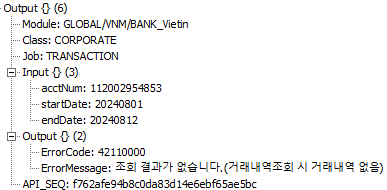 Output {} (6)
Module: GLOBAL/VNM/BANK_Vietin
Class: CORPORATE
Job: TRANSACTION
Input {} (3)
acctNum: 112002954853
startDate: 20240801
endDate: 20240812
Output {} (2)
ErrorCode: 42110000
ErrorMessage: 조회 결과가 없습니다.(거래내역조회 시 거래내역 없음)
API_SEQ: f762afe94b8c0da83d14e6ebf65ae5bc